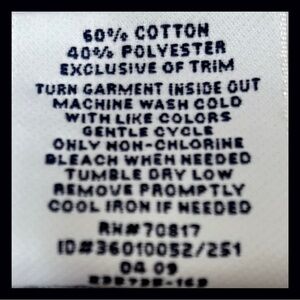 60% COTTON
40% POLYESTER
EXCLUSIVE OF TRIM
TURN GARMENT INSIDE OUT
MACHINE WASH COLD
WITH LIKE COLORS
GENTLE CYCLE
ONLY NON-CHLORINE
BLEACH WHEN NEEDED
TUMBLE DRY LOW
REMOVE PROMPTLY
COOL IRON IF NEEDED
RN#70817
ID#36010052/251
04 09